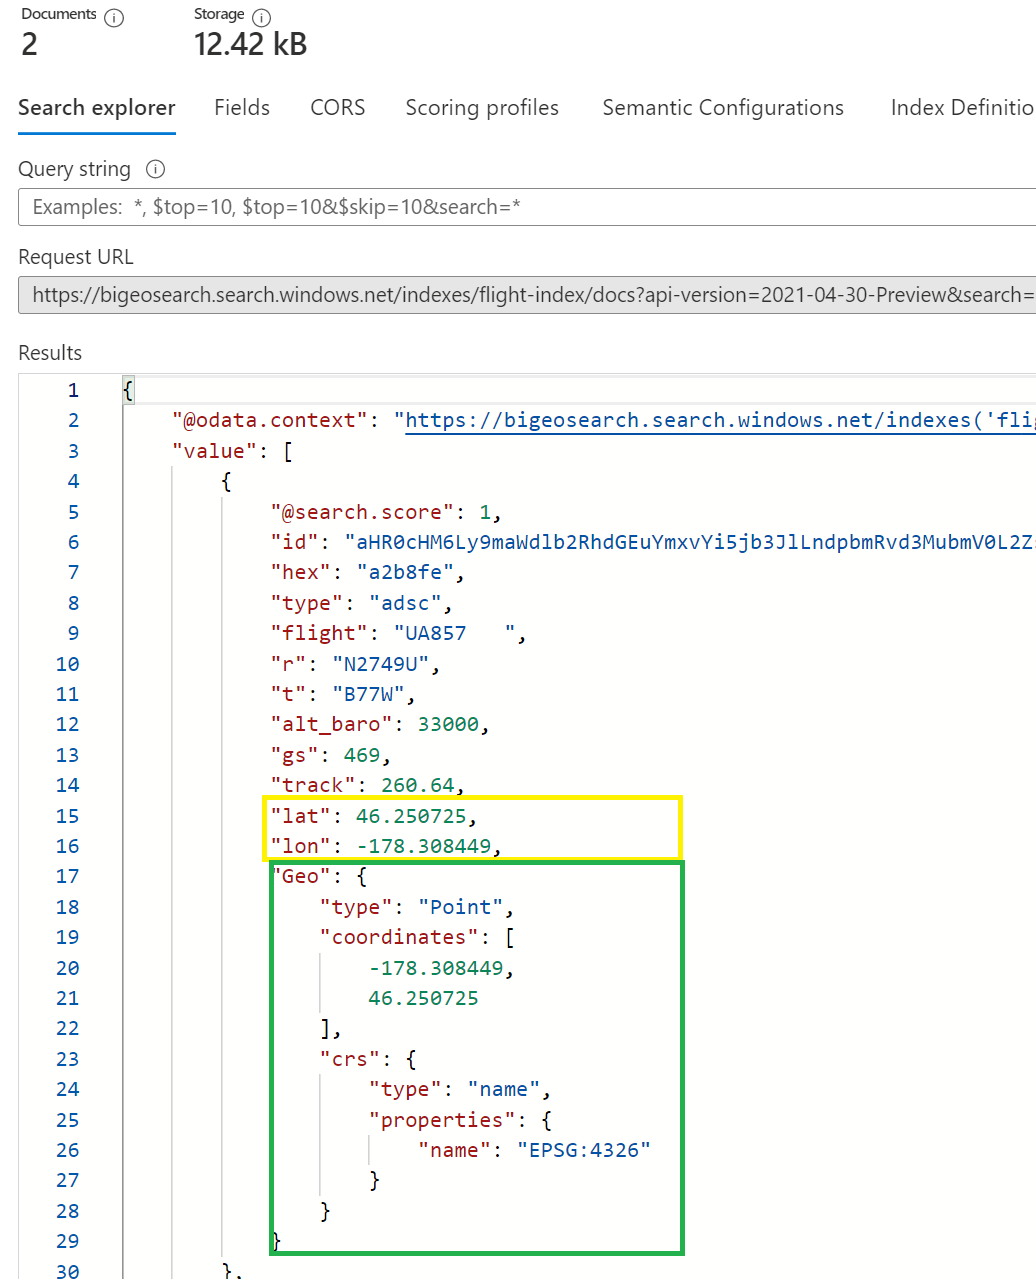 Documents
2
Storage
12.42 kB
Search explorer Fields CORS Scoring profiles Semantic Configurations Index Definitio
Query string
Examples: *, $top=10, $top=10&$skip=10&search=*
Request URL
https://bigeosearch.search.windows.net/indexes/flight-index/docs?api-version=2021-04-30-Preview&search=
Results
1 {
2 "@odata.context": "https://bigeosearch.search.windows.net/indexes('flig
3 "value": [
4 {
5 "@search.score": 1,
6 "id": "aHR0cHM6Ly9maWdlb2RhdGEuYmxvYi5jb3JlLndpbmRvd3MubmV0L2Z
7 "hex": "a2b8fe",
8 "type": "adsc",
9 "flight": "UA857   ",
10 "r": "N2749U",
11 "t": "B77W",
12 "alt_baro": 33000,
13 "gs": 469,
14 "track": 260.64,
15 "lat": 46.250725,
16 "lon": -178.308449,
17 "Geo": {
18 "type": "Point",
19 "coordinates": [
20 -178.308449,
21 46.250725
22 ],
23 "crs": {
24 "type": "name",
25 "properties": {
26 "name": "EPSG:4326"
27 }
28 }
29 }
30 },